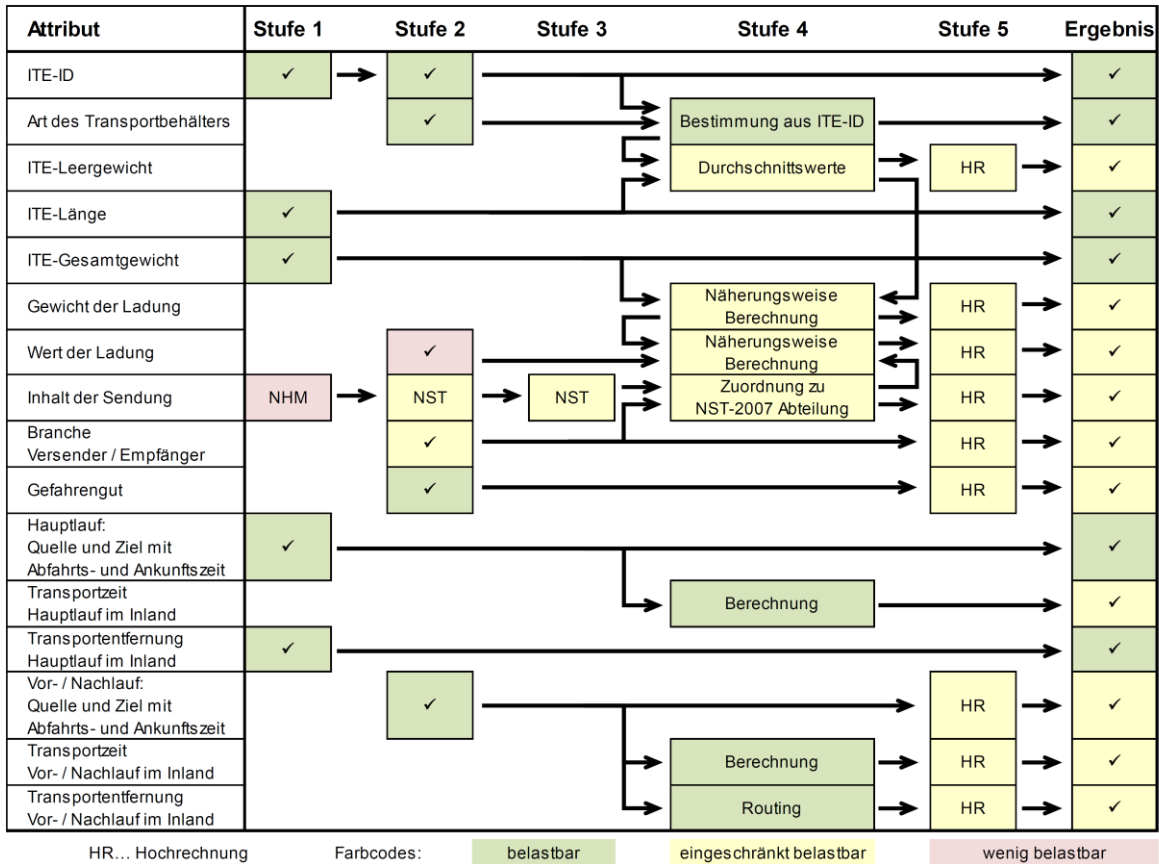 Attribut Stufe 1 Stufe 2 Stufe 3 Stufe 4 Stufe 5 Ergebnis
ITE-ID ✓ ✓ ✓
Art des Transportbehälters ✓ Bestimmung aus ITE-ID ✓
ITE-Leergewicht Durchschnittswerte HR ✓
ITE-Länge ✓ ✓
ITE-Gesamtgewicht ✓ ✓
Gewicht der Ladung Näherungsweise
Berechnung HR ✓
Wert der Ladung ✓ Näherungsweise
Berechnung HR ✓
Inhalt der Sendung NHM NST NST Zuordnung zu
NST-2007 Abteilung HR ✓
Branche
Versender / Empfänger ✓ HR ✓
Gefahrengut ✓ HR ✓
Hauptlauf:
Quelle und Ziel mit ✓ ✓
Abfahrts- und Ankunftszeit
Transportzeit
Hauptlauf im Inland Berechnung ✓
Transportentfernung
Hauptlauf im Inland ✓ ✓
Vor- / Nachlauf:
Quelle und Ziel mit ✓ HR ✓
Abfahrts- und Ankunftszeit
Transportzeit
Vor- / Nachlauf im Inland Berechnung HR ✓
Transportentfernung
Vor- / Nachlauf im Inland Routing HR ✓
HR... Hochrechnung Farbcodes: belastbar eingeschränkt belastbar wenig belastbar